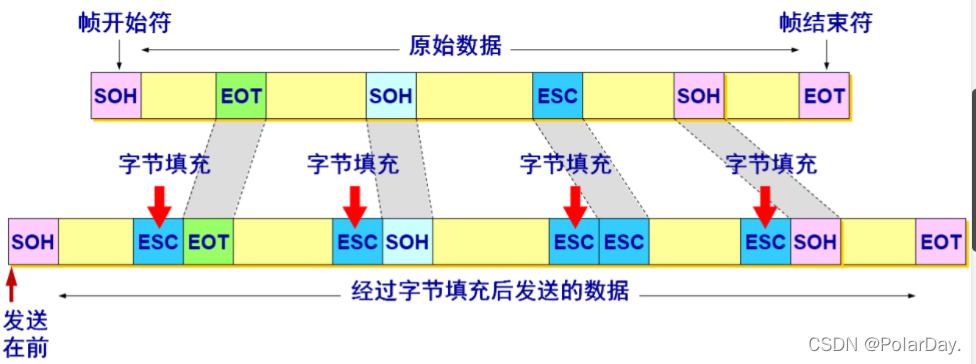 帧开始符
原始数据
帧结束符
SOH EOT SOH ESC SOH EOT
字节填充 字节填充 字节填充 字节填充
SOH ESC EOT ESC SOH ESC ESC ESC SOH EOT
经过字节填充后发送的数据
发送
在前
CSDN @PolarDay.